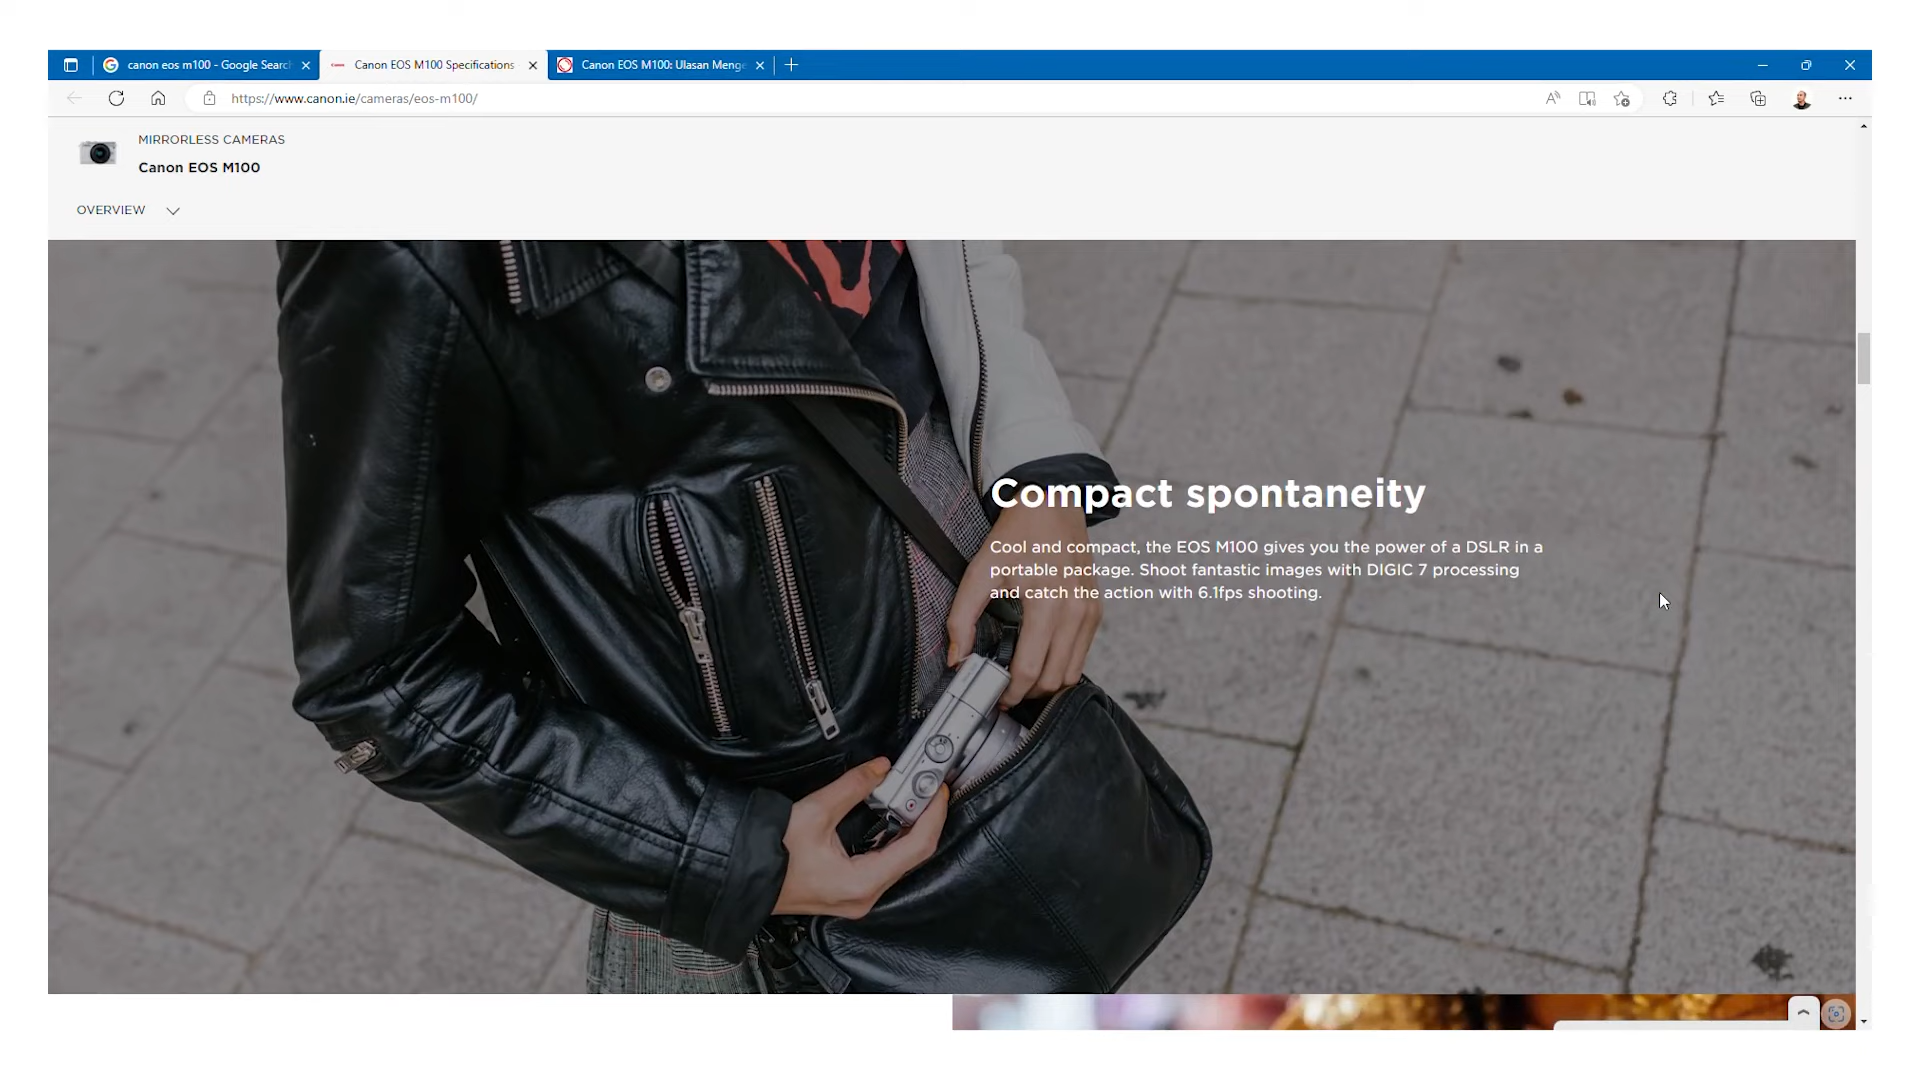 canon eos m100 - Google Searc
Canon EOS M100 Specifications
Canon EOS M100: Ulasan Menge
https://www.canon.ie/cameras/eos-m100/
MIRRORLESS CAMERAS
Canon EOS M100
OVERVIEW
Compact spontaneity
Cool and compact, the EOS M100 gives you the power of a DSLR in a
portable package. Shoot fantastic images with DIGIC 7 processing
and catch the action with 6.1fps shooting.